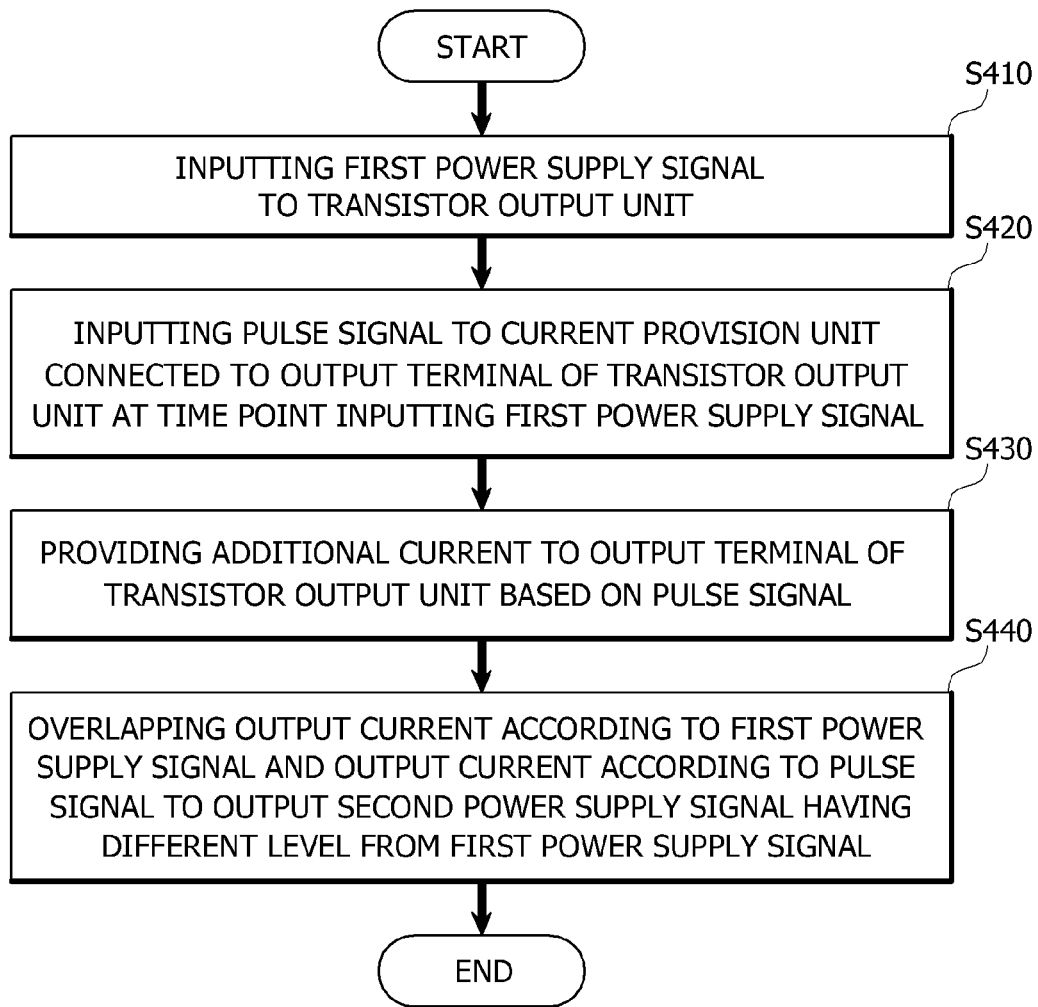 START
S410
INPUTTING FIRST POWER SUPPLY SIGNAL
TO TRANSISTOR OUTPUT UNIT
S420
INPUTTING PULSE SIGNAL TO CURRENT PROVISION UNIT
CONNECTED TO OUTPUT TERMINAL OF TRANSISTOR OUTPUT
UNIT AT TIME POINT INPUTTING FIRST POWER SUPPLY SIGNAL
S430
PROVIDING ADDITIONAL CURRENT TO OUTPUT TERMINAL OF
TRANSISTOR OUTPUT UNIT BASED ON PULSE SIGNAL
S440
OVERLAPPING OUTPUT CURRENT ACCORDING TO FIRST POWER
SUPPLY SIGNAL AND OUTPUT CURRENT ACCORDING TO PULSE
SIGNAL TO OUTPUT SECOND POWER SUPPLY SIGNAL HAVING
DIFFERENT LEVEL FROM FIRST POWER SUPPLY SIGNAL
END